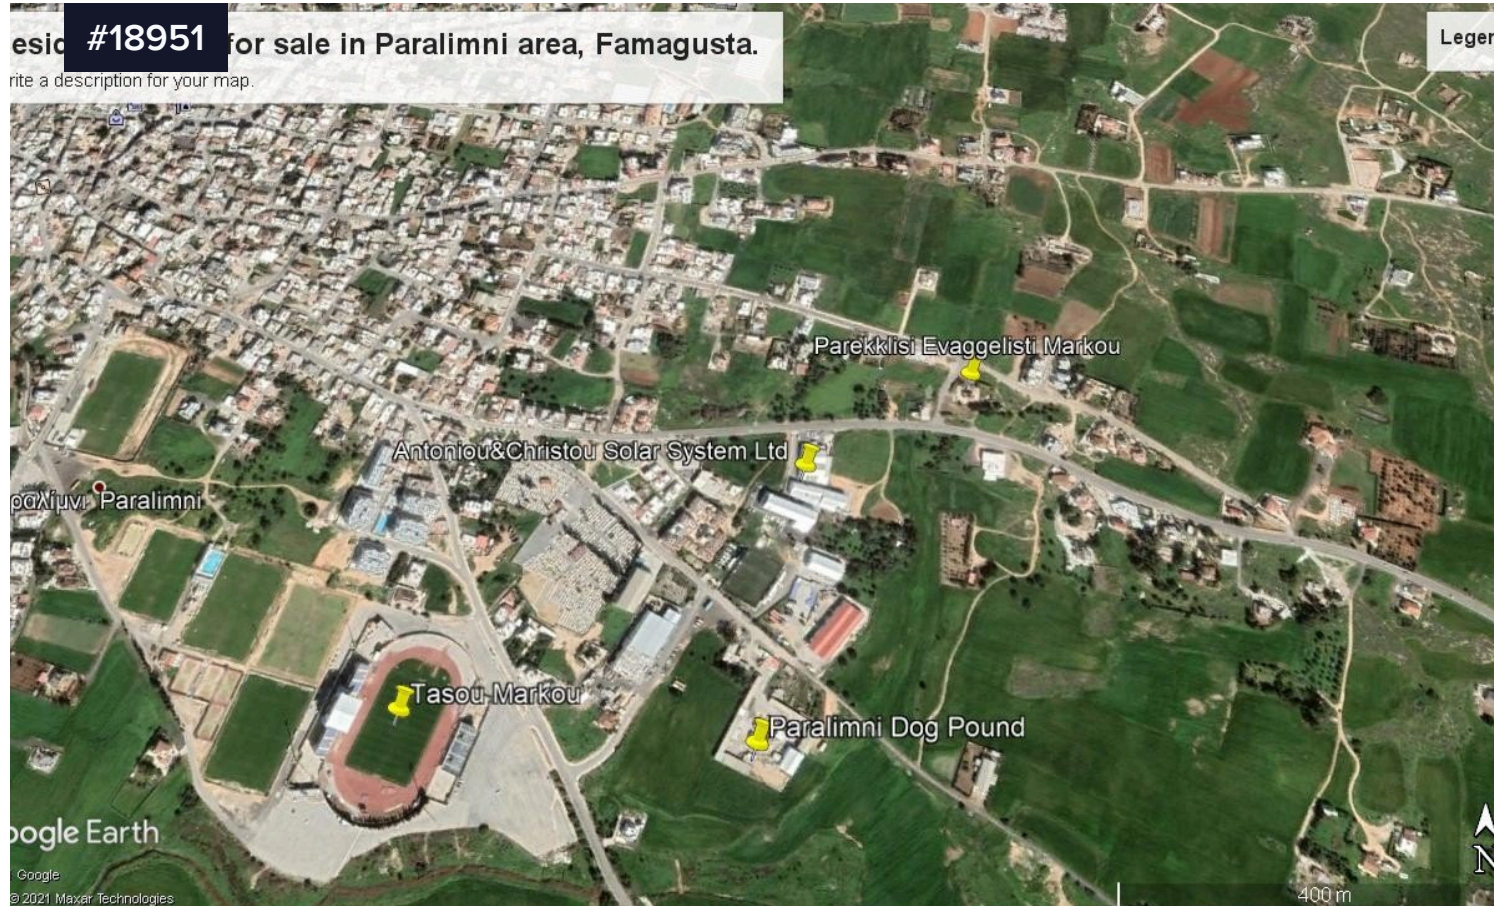 #18951
esid for sale in Paralimni area, Famagusta.
Leger
rite a description for your map.
Parekklisi Evaggelisti Markou
Antoniou&Christou Solar System Ltd
ραλίμνι Paralimni
Tasou Markou
Paralimni Dog Pound
oogle Earth
N
Google
© 2021 Maxar Technologies
400 m